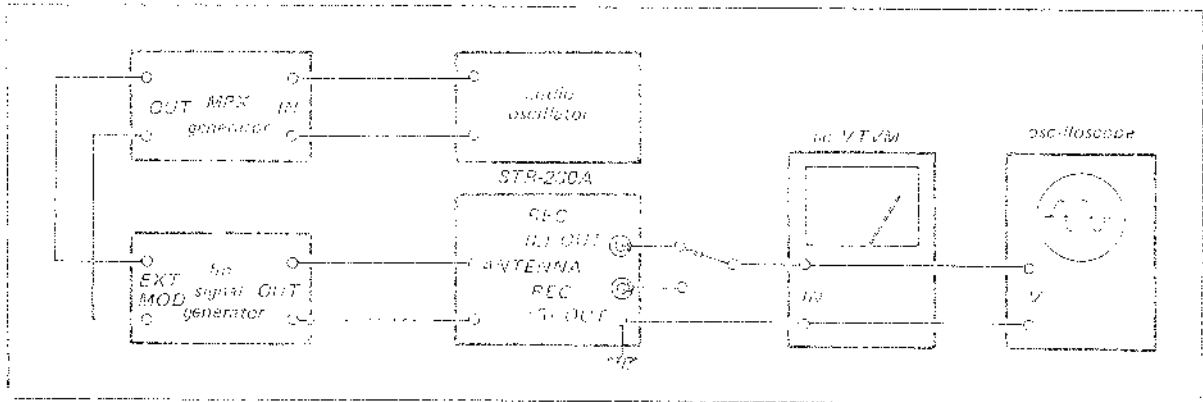 OUT MPX IN
generator
audio
oscillator
ac VTVM
oscilloscope
STR-230A
REC
OUT
EXT signal OUT
MOD generator
ANTENNA
REC
OUT
IN
V